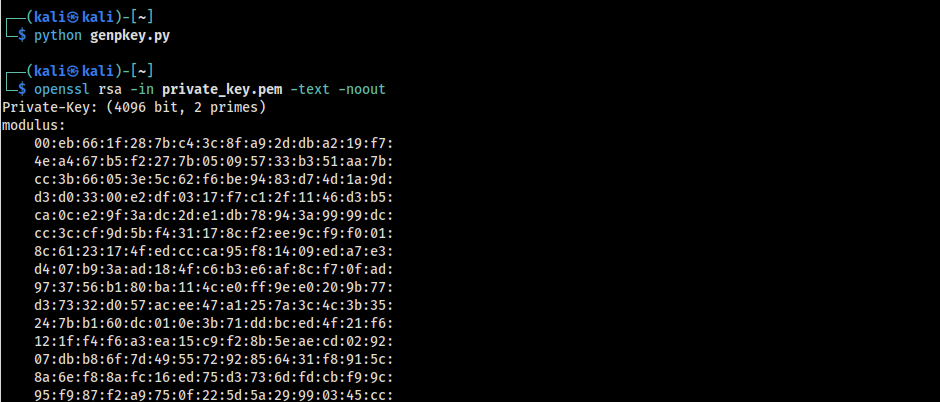 ┌──(kali㉿kali)-[~]
└─$ python genpkey.py
┌──(kali㉿kali)-[~]
└─$ openssl rsa -in private_key.pem -text -noout
Private-Key: (4096 bit, 2 primes)
modulus:
    00:eb:66:1f:28:7b:c4:3c:8f:a9:2d:db:a2:19:f7:
    4e:a4:67:b5:f2:27:7b:05:09:57:33:b3:51:aa:7b:
    cc:3b:66:05:3e:5c:62:f6:be:94:83:d7:4d:1a:9d:
    d3:d0:33:00:e2:df:03:17:f7:c1:2f:11:46:d3:b5:
    ca:0c:e2:9f:3a:dc:2d:e1:db:78:94:3a:99:99:dc:
    cc:3c:cf:9d:5b:f4:31:17:8c:f2:ee:9c:f9:f0:01:
    8c:61:23:17:4f:ed:cc:ca:95:f8:14:09:ed:a7:e3:
    d4:07:b9:3a:ad:18:4f:c6:b3:e6:af:8c:f7:0f:ad:
    97:37:56:b1:80:ba:11:4c:e0:ff:9e:e0:20:9b:77:
    d3:73:32:d0:57:ac:ee:47:a1:25:7a:3c:4c:3b:35:
    24:7b:b1:60:dc:01:0e:3b:71:dd:bc:ed:4f:21:f6:
    12:1f:f4:f6:a3:ea:15:c9:f2:8b:5e:ae:cd:02:92:
    07:db:b8:6f:7d:49:55:72:92:85:64:31:f8:91:5c:
    8a:6e:f8:8a:fc:16:ed:75:d3:73:6d:fd:cb:f9:9c:
    95:f9:87:f2:a9:75:0f:22:5d:5a:29:99:03:45:cc: